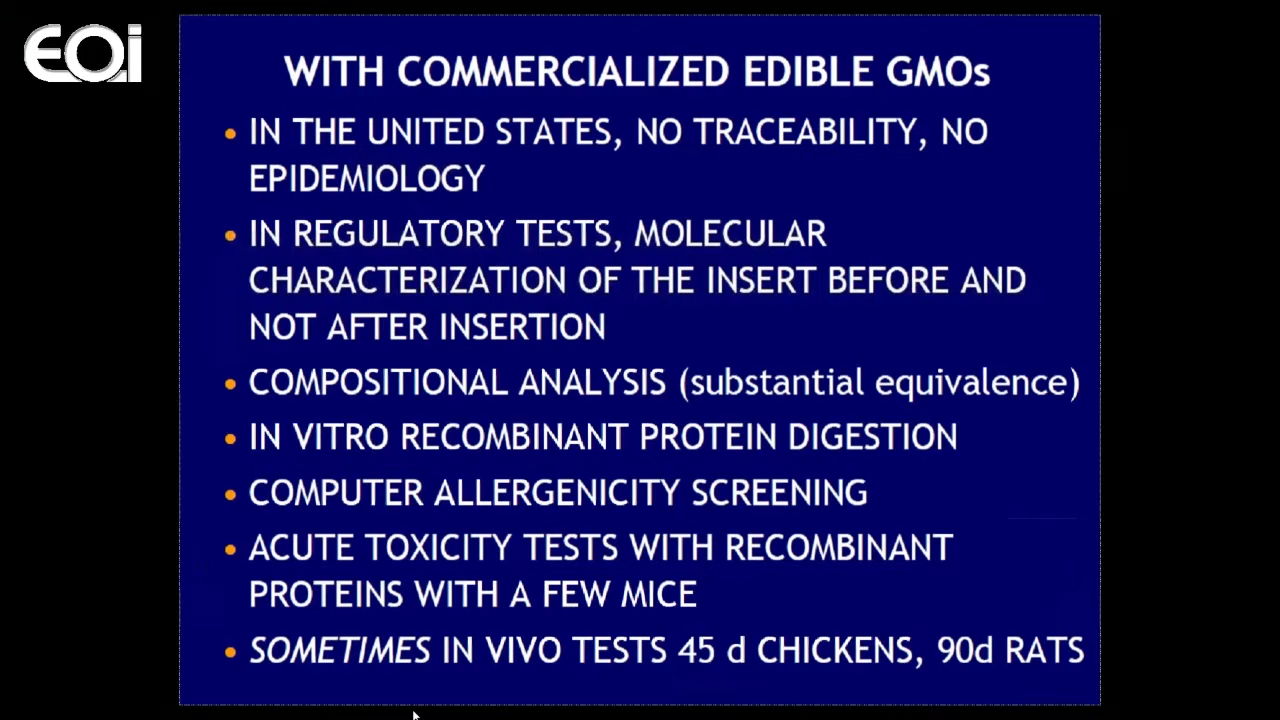 EOi
WITH COMMERCIALIZED EDIBLE GMOs
• IN THE UNITED STATES, NO TRACEABILITY, NO
EPIDEMIOLOGY
• IN REGULATORY TESTS, MOLECULAR
CHARACTERIZATION OF THE INSERT BEFORE AND
NOT AFTER INSERTION
• COMPOSITIONAL ANALYSIS (substantial equivalence)
• IN VITRO RECOMBINANT PROTEIN DIGESTION
• COMPUTER ALLERGENICITY SCREENING
• ACUTE TOXICITY TESTS WITH RECOMBINANT
PROTEINS WITH A FEW MICE
• SOMETIMES IN VIVO TESTS 45 d CHICKENS, 90d RATS